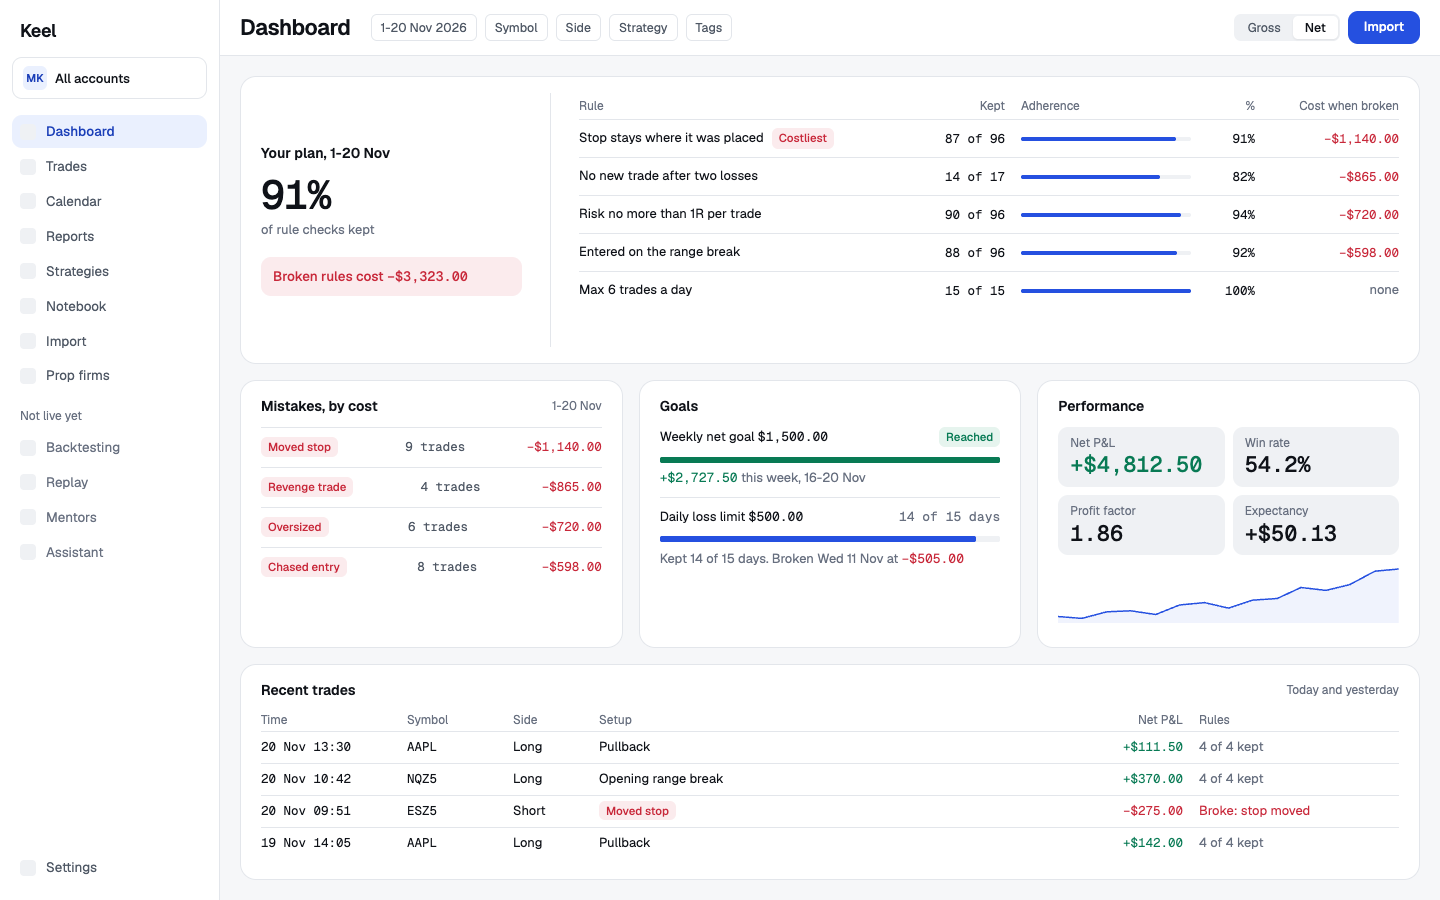 Keel
MK All accounts
Dashboard
Trades
Calendar
Reports
Strategies
Notebook
Import
Prop firms
Not live yet
Backtesting
Replay
Mentors
Assistant
Settings
Dashboard 1-20 Nov 2026 Symbol Side Strategy Tags Gross Net Import
Your plan, 1-20 Nov
91%
of rule checks kept
Broken rules cost −$3,323.00
Rule Kept Adherence % Cost when broken
Stop stays where it was placed Costliest 87 of 96 91% −$1,140.00
No new trade after two losses 14 of 17 82% −$865.00
Risk no more than 1R per trade 90 of 96 94% −$720.00
Entered on the range break 88 of 96 92% −$598.00
Max 6 trades a day 15 of 15 100% none
Mistakes, by cost 1-20 Nov
Moved stop 9 trades −$1,140.00
Revenge trade 4 trades −$865.00
Oversized 6 trades −$720.00
Chased entry 8 trades −$598.00
Goals
Weekly net goal $1,500.00 Reached
+$2,727.50 this week, 16-20 Nov
Daily loss limit $500.00 14 of 15 days
Kept 14 of 15 days. Broken Wed 11 Nov at −$505.00
Performance
Net P&L
+$4,812.50
Win rate
54.2%
Profit factor
1.86
Expectancy
+$50.13
Recent trades Today and yesterday
Time Symbol Side Setup Net P&L Rules
20 Nov 13:30 AAPL Long Pullback +$111.50 4 of 4 kept
20 Nov 10:42 NQZ5 Long Opening range break +$370.00 4 of 4 kept
20 Nov 09:51 ESZ5 Short Moved stop −$275.00 Broke: stop moved
19 Nov 14:05 AAPL Long Pullback +$142.00 4 of 4 kept